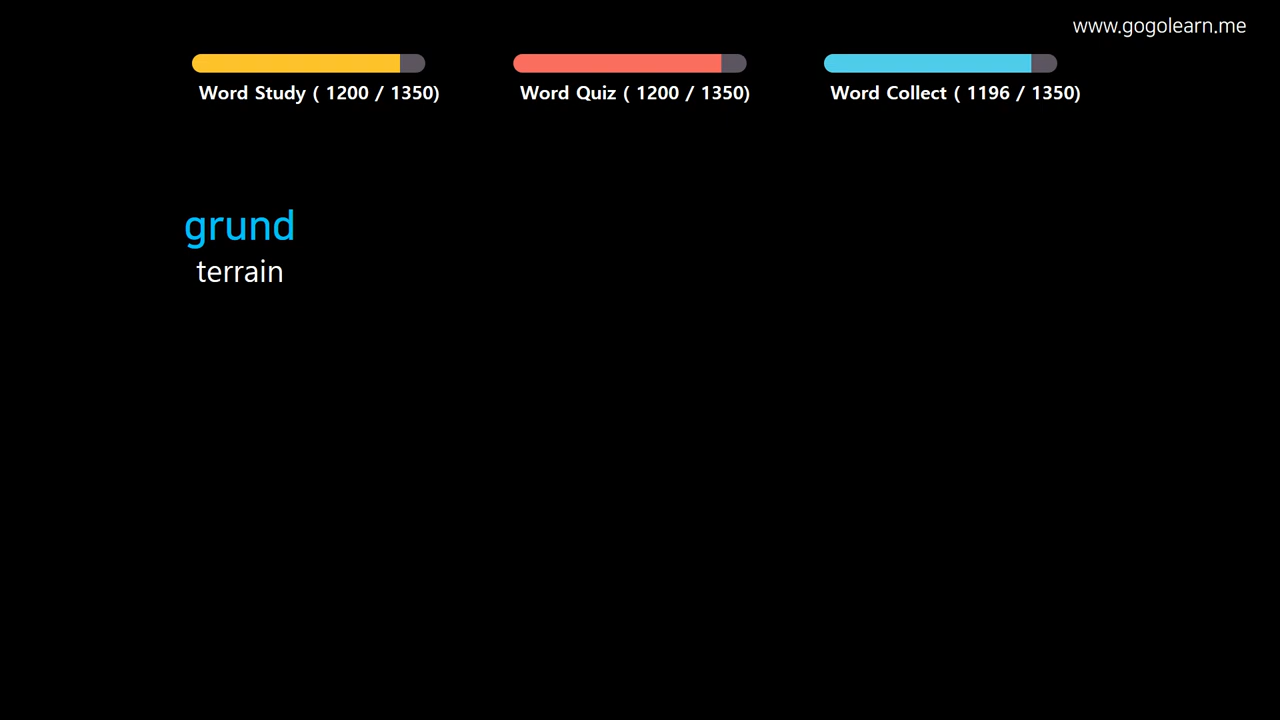 www.gogolearn.me
Word Study ( 1200 / 1350)
Word Quiz ( 1200 / 1350)
Word Collect ( 1196 / 1350)
grund
terrain